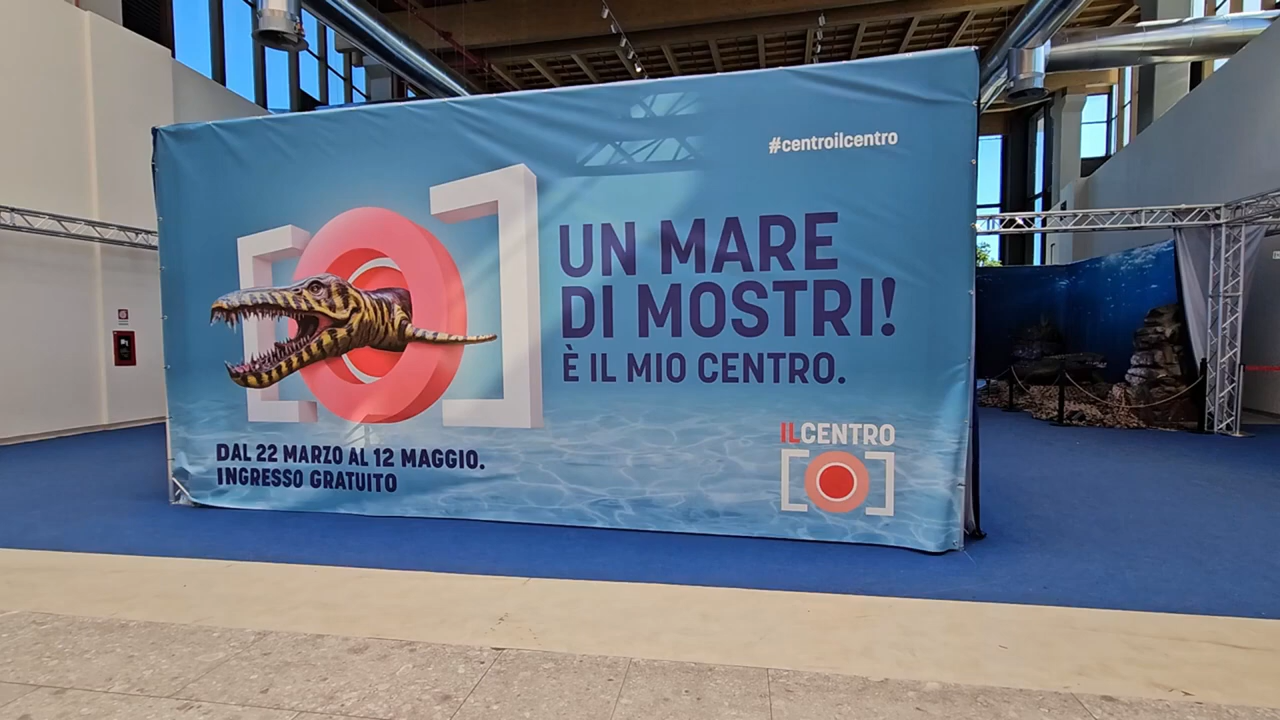 #centroilcentro
UN MARE
DI MOSTRI!
È IL MIO CENTRO.
DAL 22 MARZO AL 12 MAGGIO.
INGRESSO GRATUITO
ILCENTRO